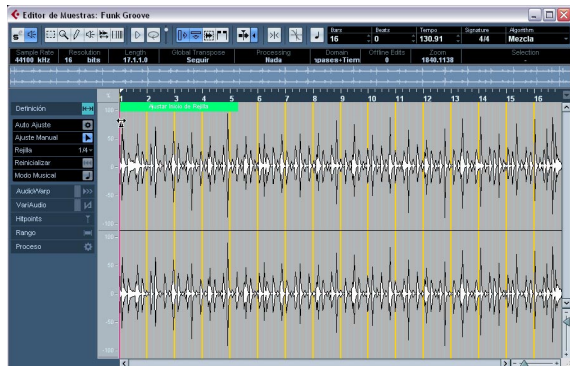 Editor de Muestras: Funk Groove
Bars Beats Tempo Signature Algorithm
16 0 130.91 4/4 Mezcla
Sample Rate Resolution Length Global Transpose Processing Domain Offline Edits Zoom Selection
44100 kHz 16 bits 17.1.1.0 Seguir Nada 1pases+Tiem 0 1840.1138 -
1 2 3 4 5 6 7 8 9 10 11 12 13 14 15 16
Ajustar Inicio de Rejilla
Definición
Auto Ajuste
Ajuste Manual
Rejilla 1/4
Reinicializar
Modo Musical
AudioWarp
VariAudio
Hitpoints
Rango
Proceso